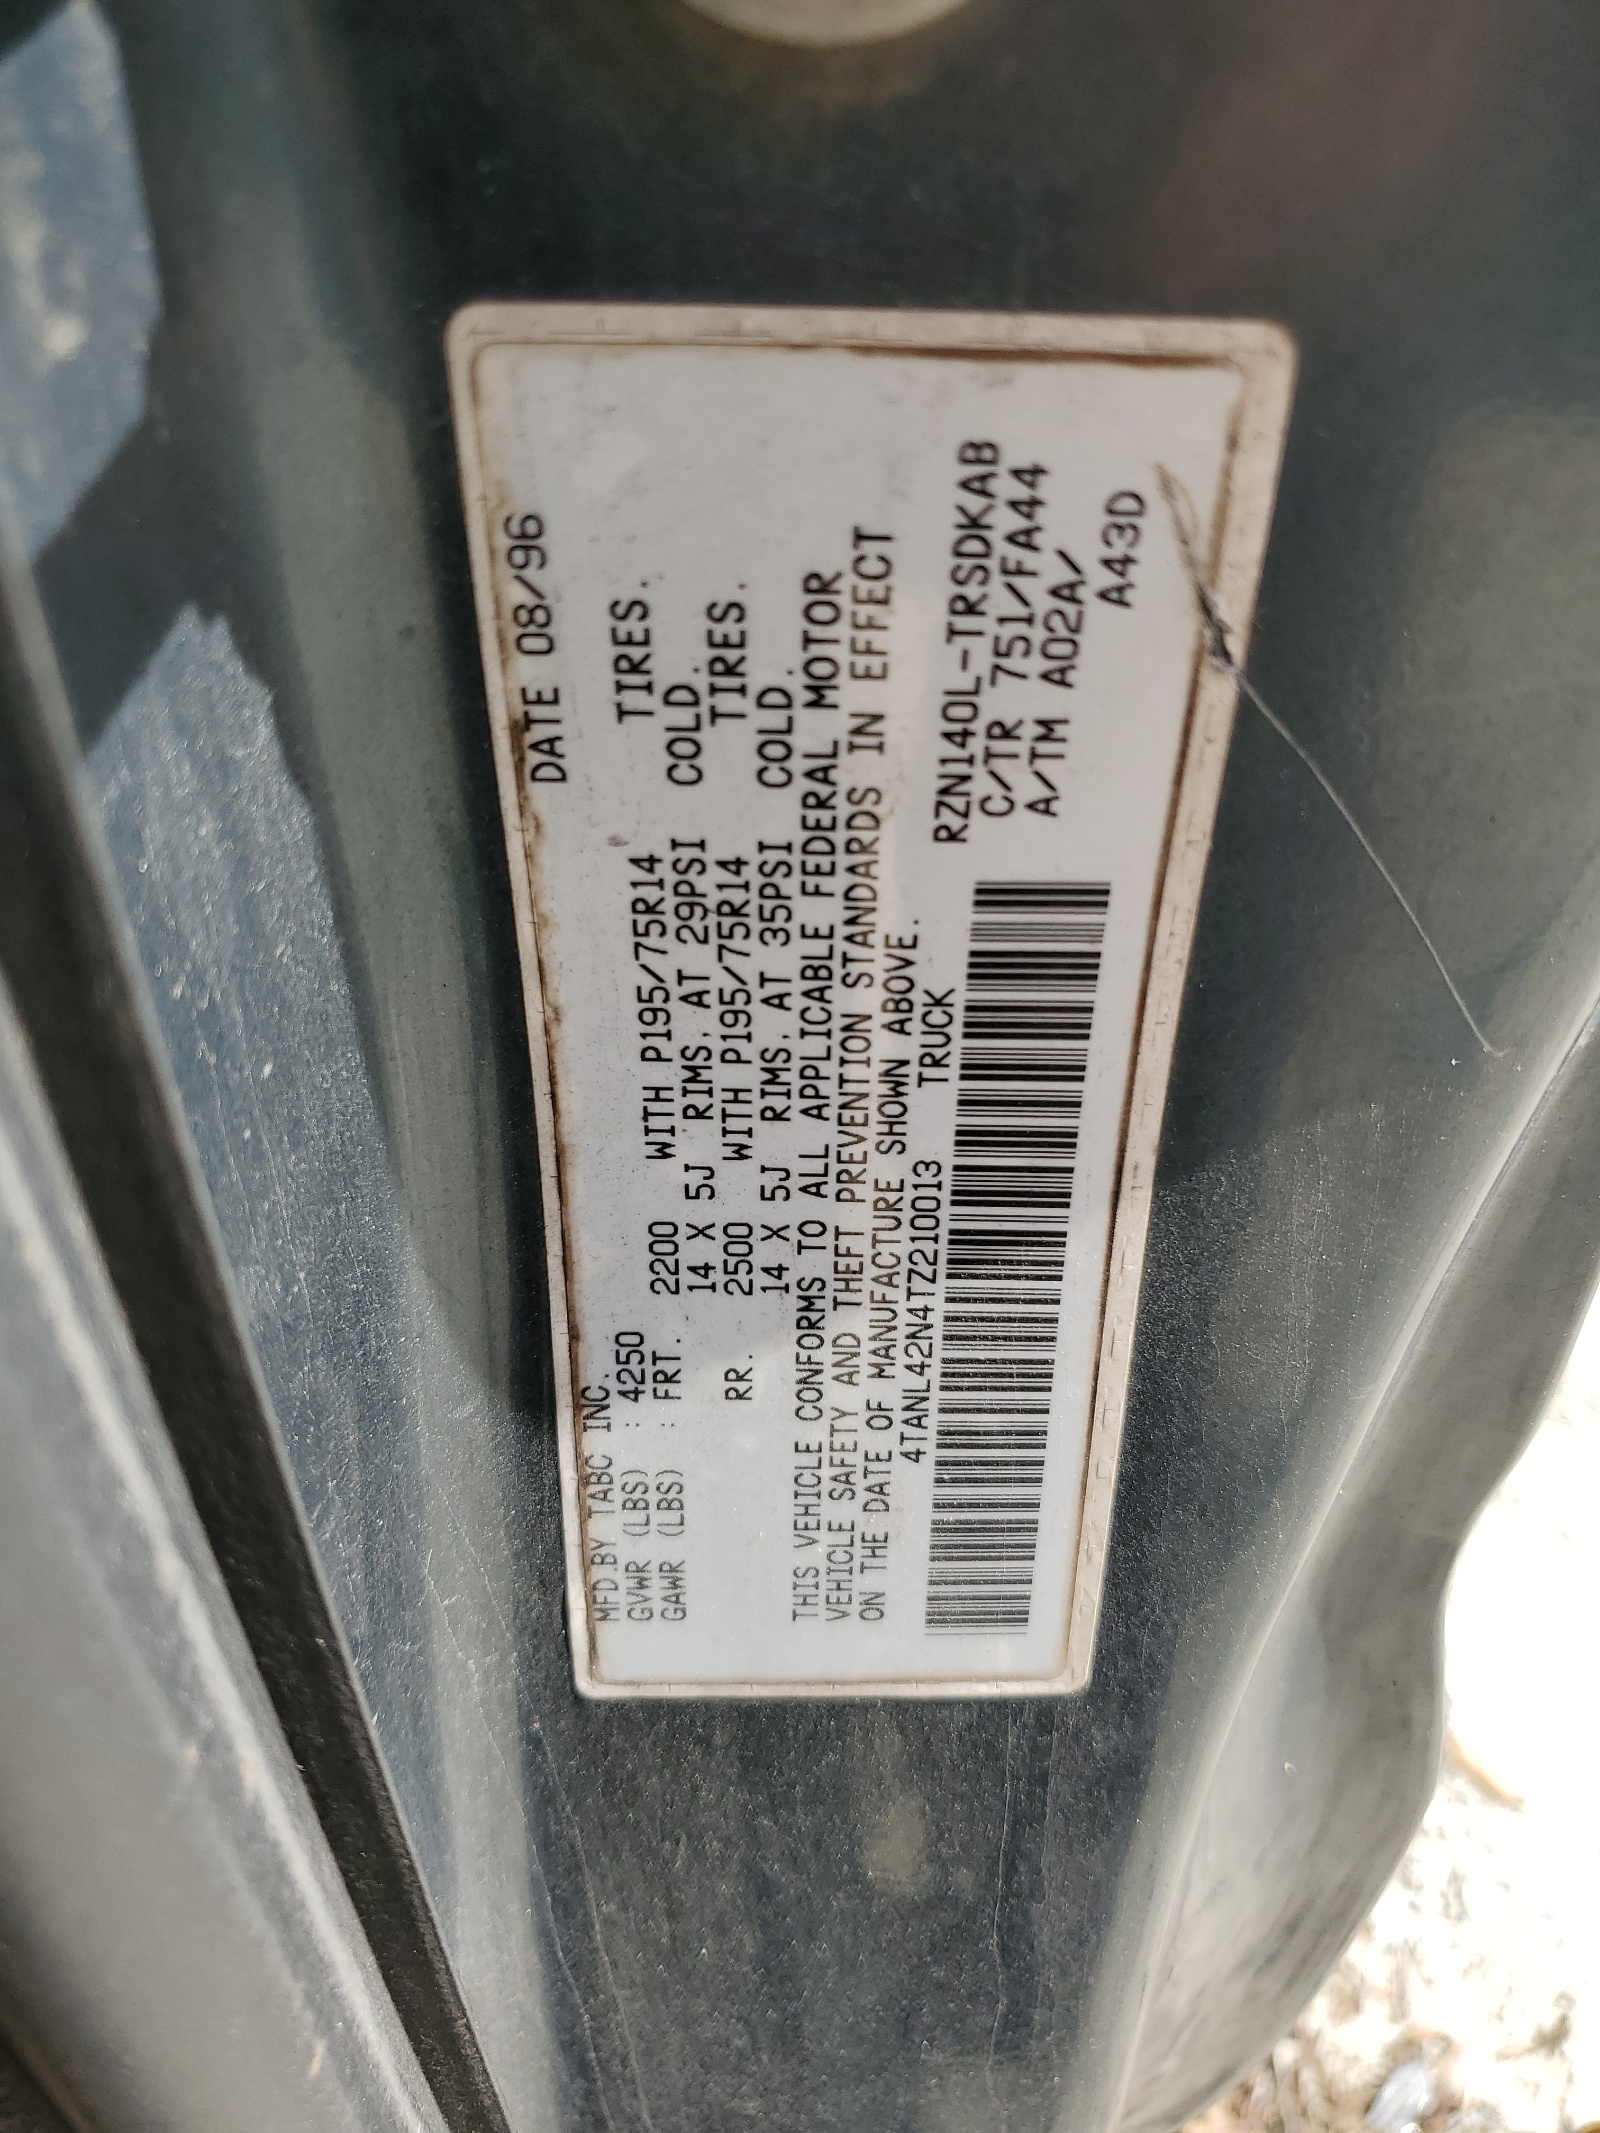 DATE 08/96
MFD.BY TABC INC.
GVWR (LBS) : 4250
GAWR (LBS) : FRT. 2200 WITH P195/75R14 TIRES.
14 X 5J RIMS, AT 29PSI COLD.
RR. 2500 WITH P195/75R14 TIRES.
14 X 5J RIMS, AT 35PSI COLD.
THIS VEHICLE CONFORMS TO ALL APPLICABLE FEDERAL MOTOR
VEHICLE SAFETY AND THEFT PREVENTION STANDARDS IN EFFECT
ON THE DATE OF MANUFACTURE SHOWN ABOVE.
4TANL42N4TZ210013 TRUCK
RZN140L-TRSDKAB
C/TR 751/FA44
A/TM A02A/
A43D